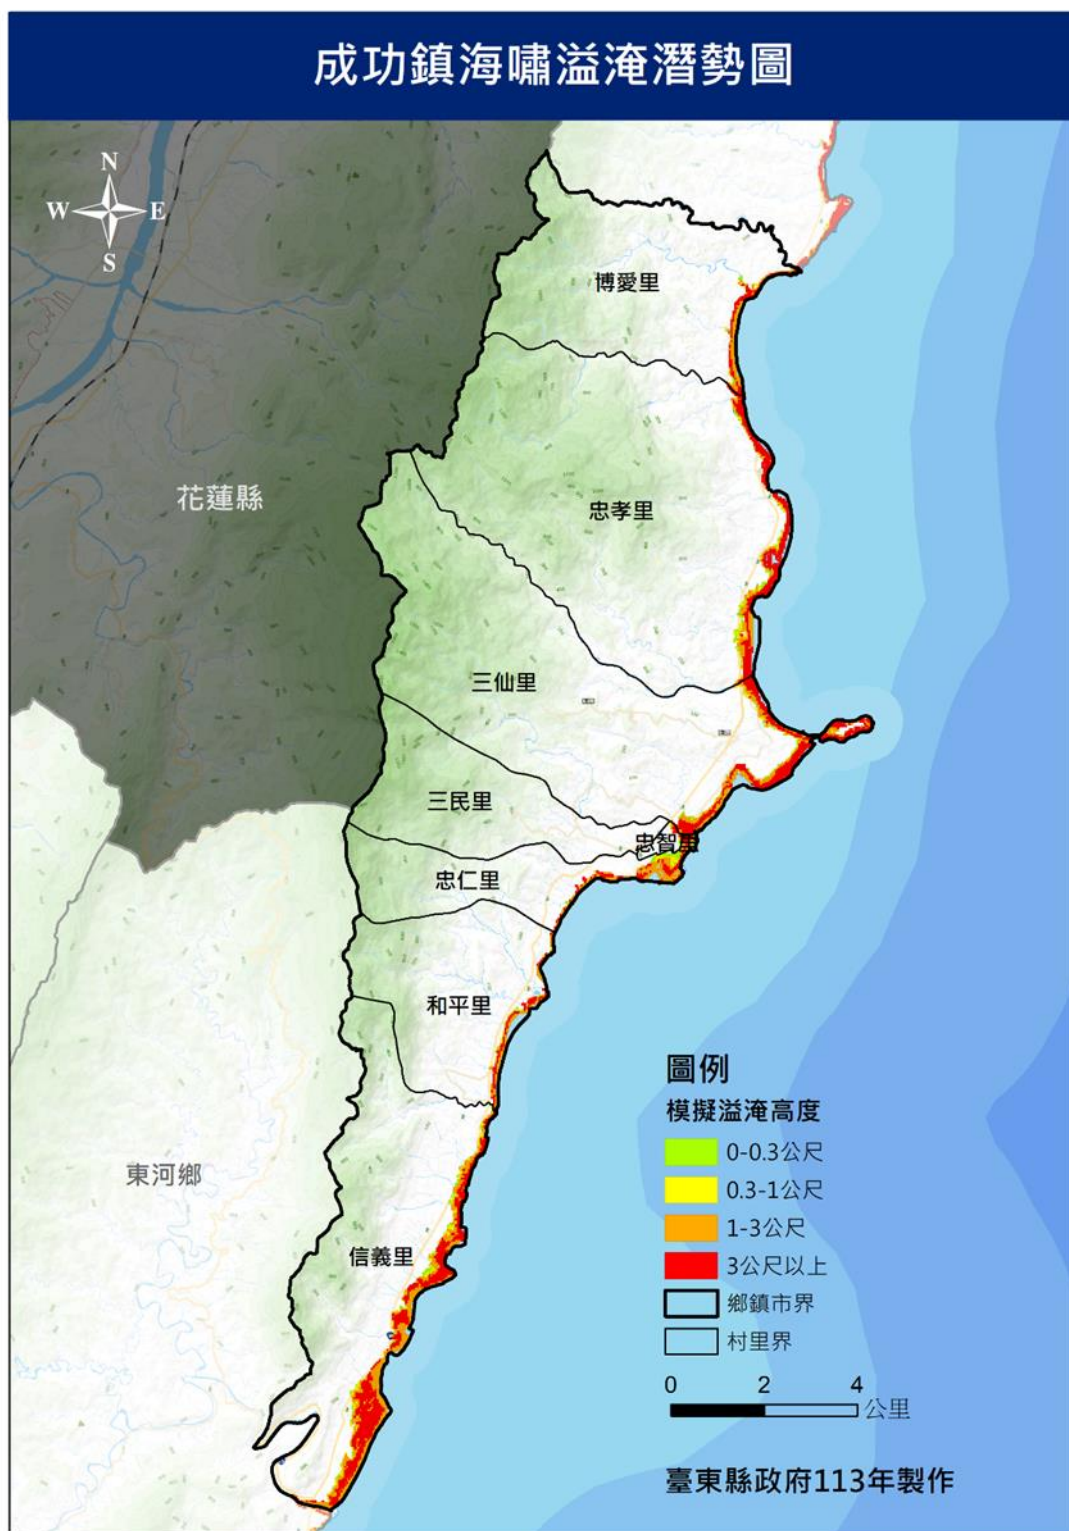 成功鎮海嘯溢淹潛勢圖
N
W E
S
博愛里
花蓮縣
忠孝里
三仙里
三民里
忠智里
忠仁里
和平里
東河鄉
信義里
圖例
模擬溢淹高度
0-0.3公尺
0.3-1公尺
1-3公尺
3公尺以上
鄉鎮市界
村里界
0 2 4
公里
臺東縣政府113年製作